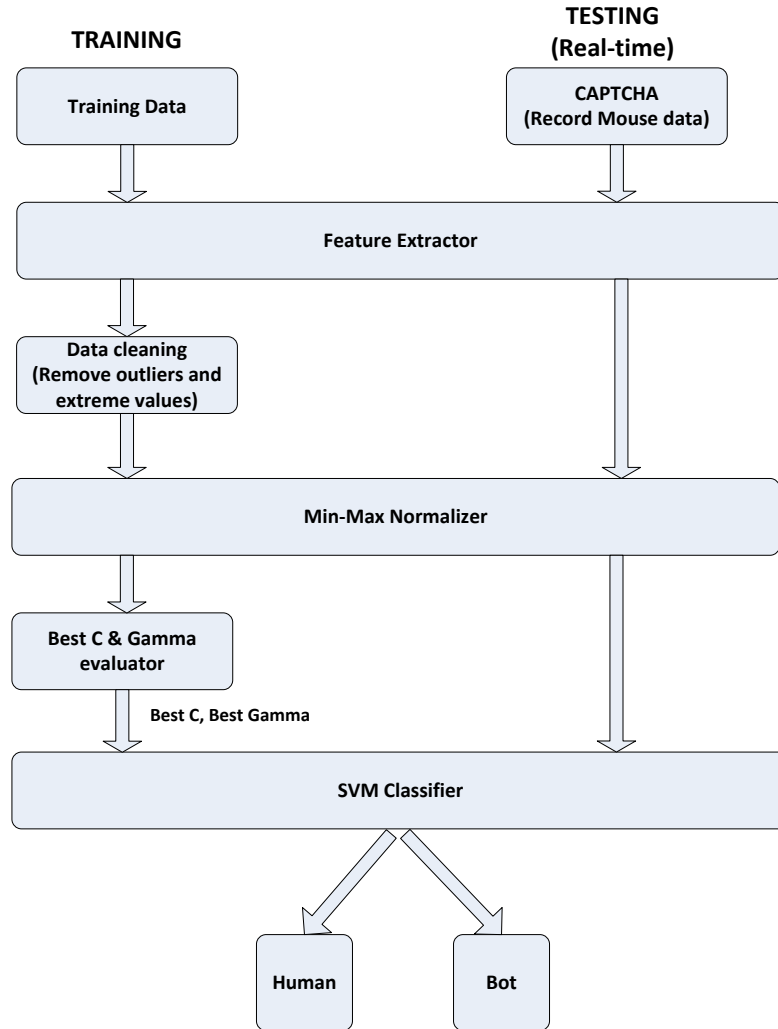 TRAINING
TESTING
(Real-time)
Training Data
CAPTCHA
(Record Mouse data)
Feature Extractor
Data cleaning
(Remove outliers and
extreme values)
Min-Max Normalizer
Best C & Gamma
evaluator
Best C, Best Gamma
SVM Classifier
Human
Bot